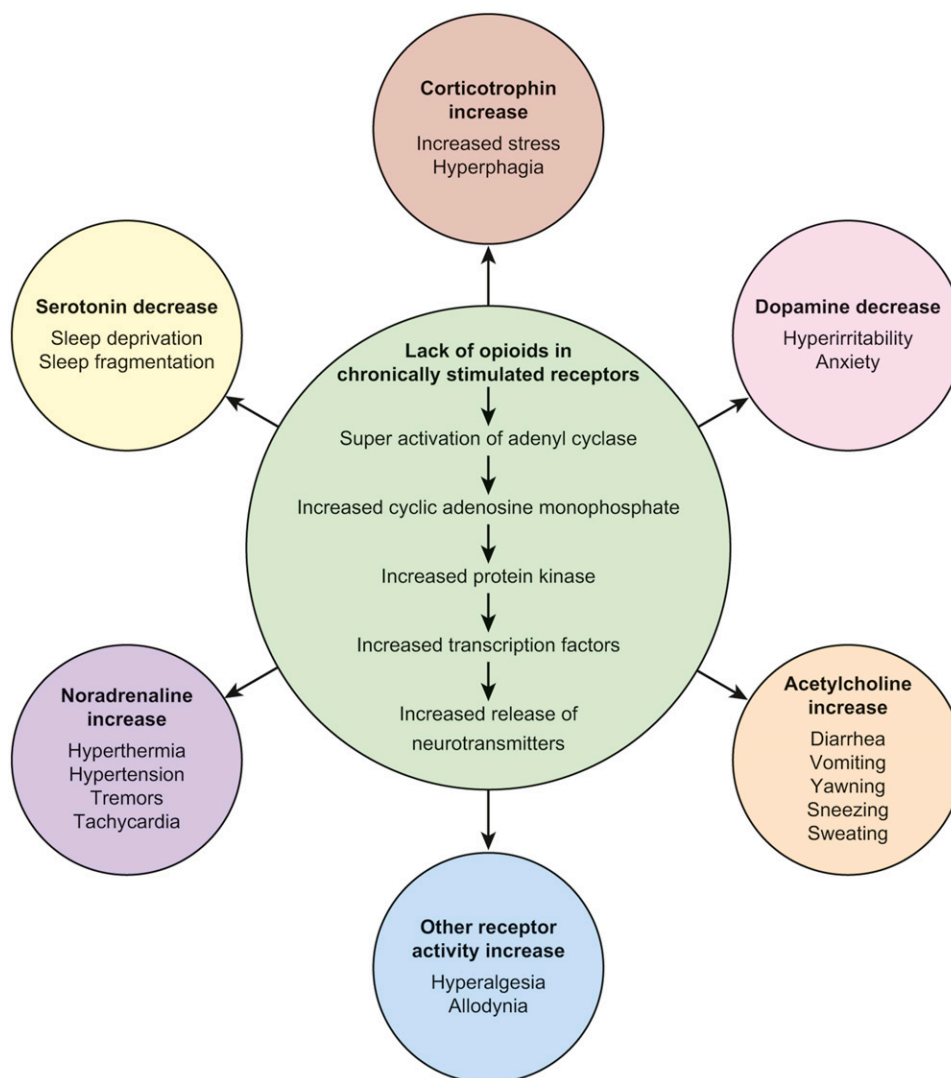 Corticotrophin
increase
Increased stress
Hyperphagia
Serotonin decrease
Sleep deprivation
Sleep fragmentation
Dopamine decrease
Hyperirritability
Anxiety
Lack of opioids in
chronically stimulated receptors
Super activation of adenyl cyclase
Increased cyclic adenosine monophosphate
Increased protein kinase
Increased transcription factors
Increased release of
neurotransmitters
Noradrenaline
increase
Hyperthermia
Hypertension
Tremors
Tachycardia
Acetylcholine
increase
Diarrhea
Vomiting
Yawning
Sneezing
Sweating
Other receptor
activity increase
Hyperalgesia
Allodynia